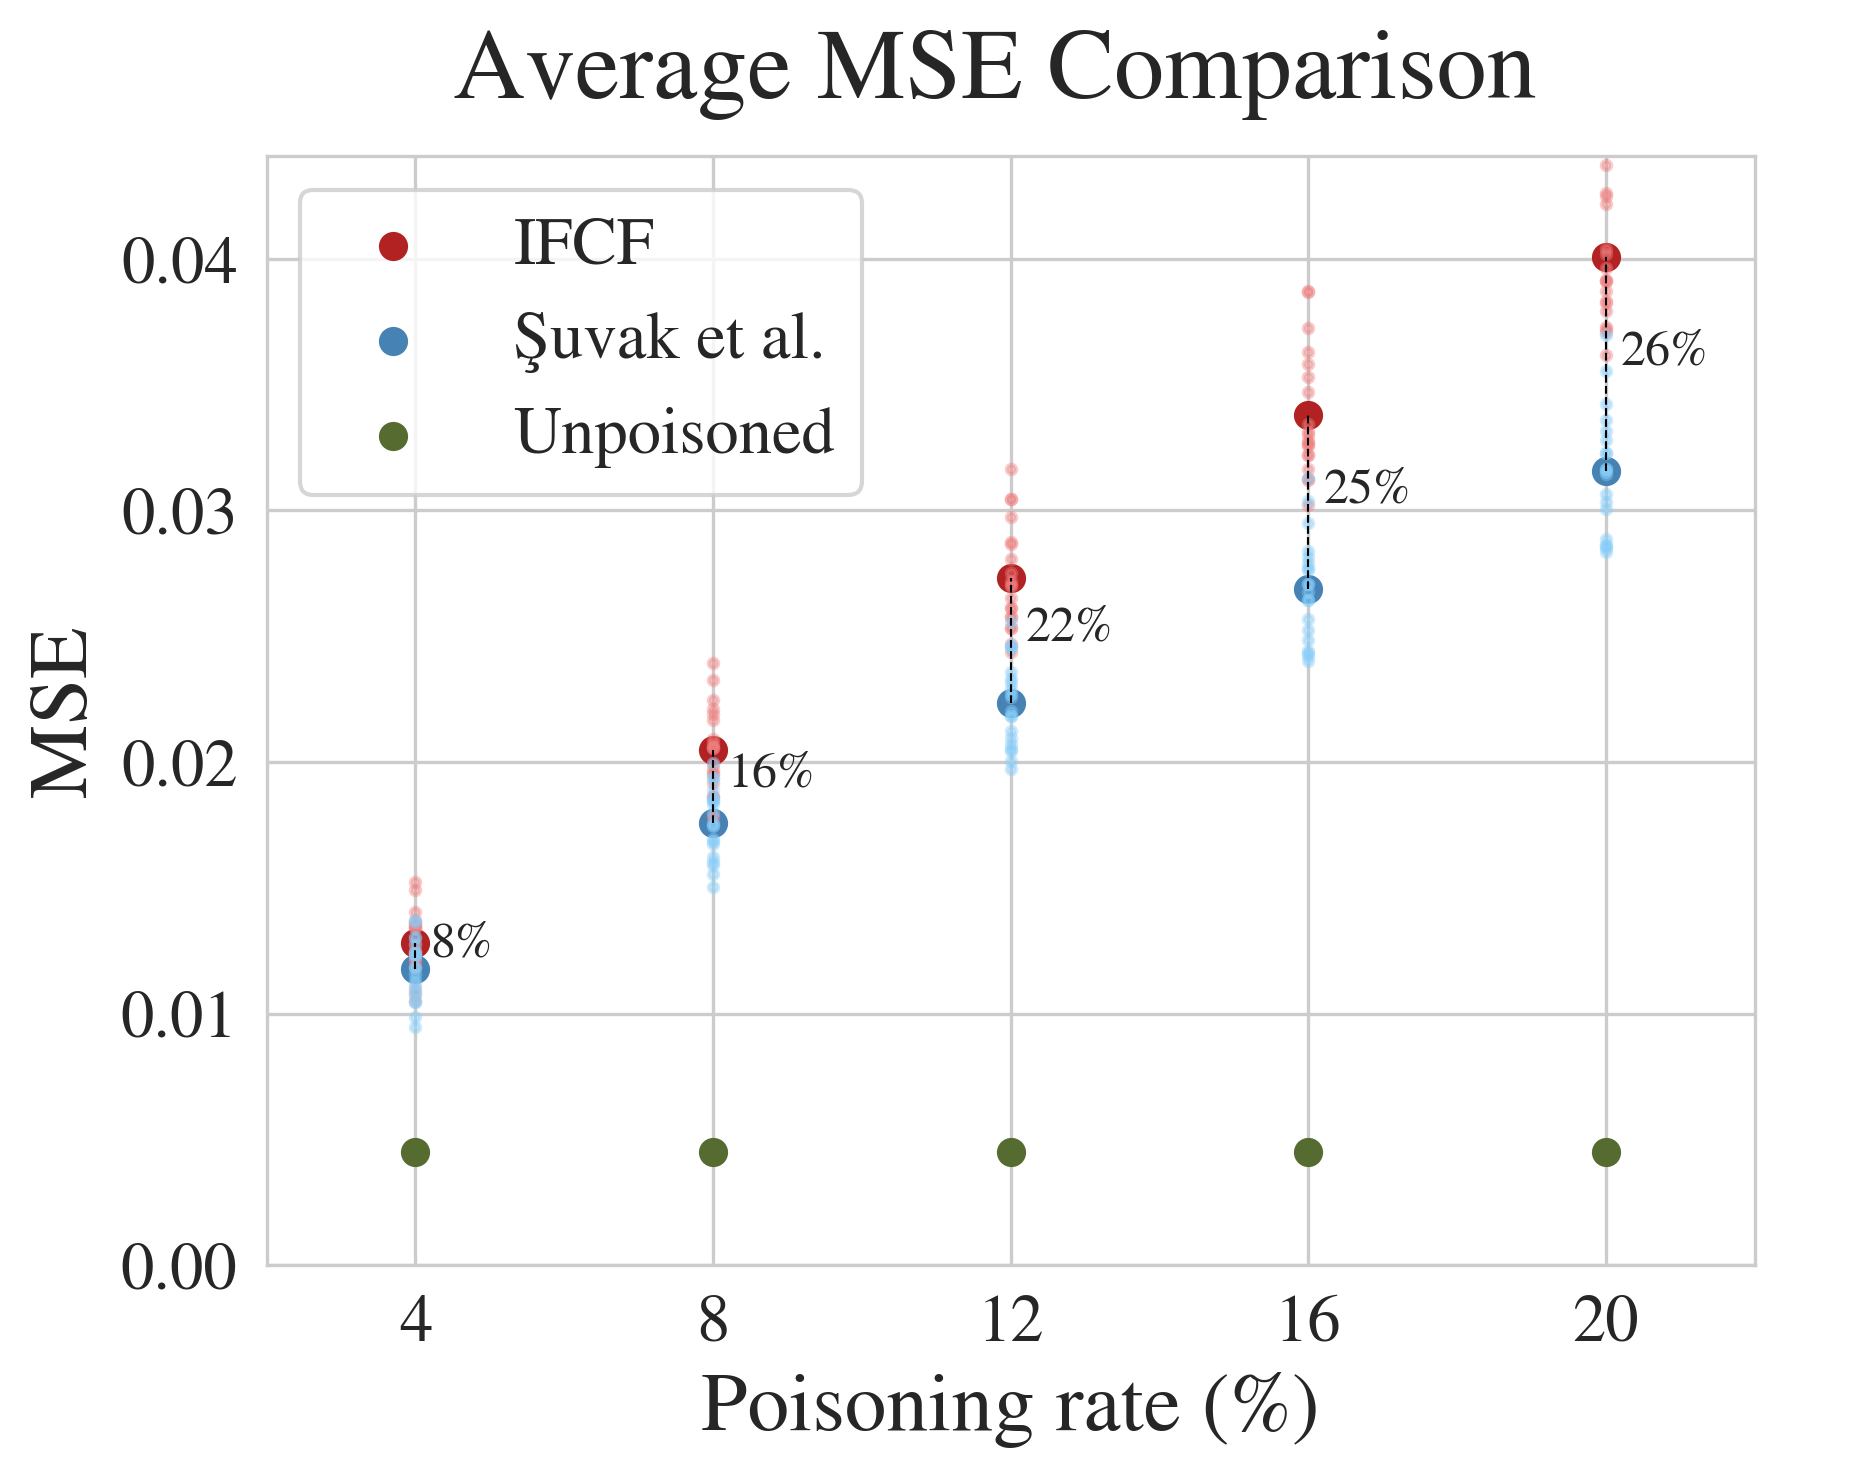 Average MSE Comparison
IFCF
Şuvak et al.
Unpoisoned
0.04
0.03
0.02
0.01
0.00
MSE
8%
16%
22%
25%
26%
4
8
12
16
20
Poisoning rate (%)